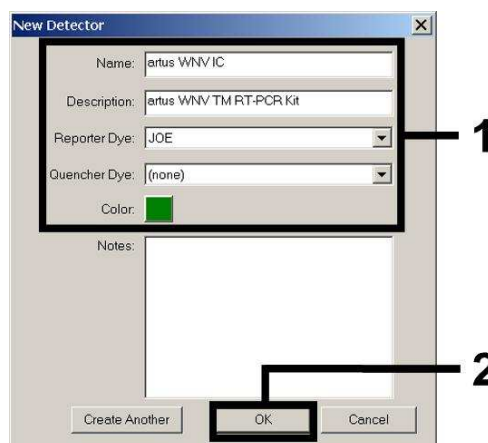 New Detector
Name: artus WNV IC
Description: artus WNV TM RT-PCR Kit
Reporter Dye: JOE
Quencher Dye: (none)
Color:
1
Notes:
2
Create Another OK Cancel